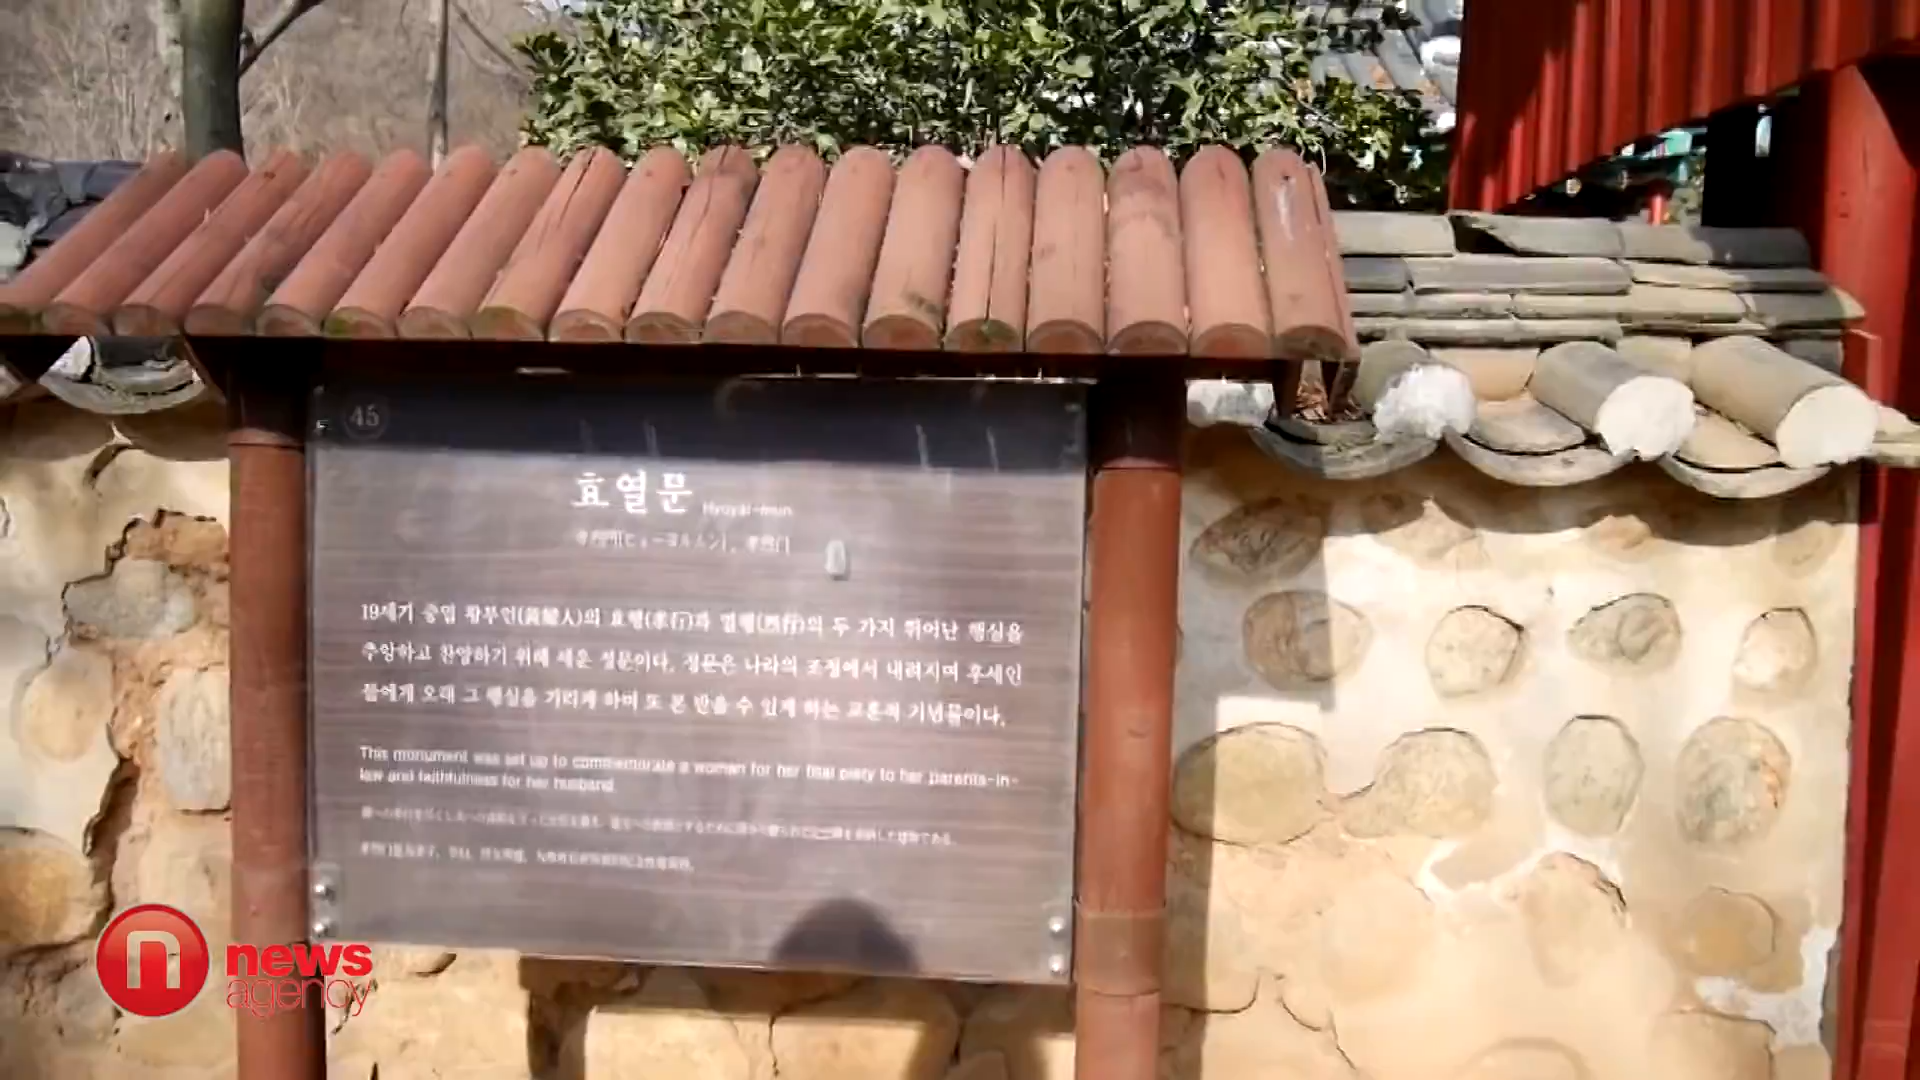 45
효열문 Hyoyal-mun
19세기 중엽 황부인(黃婦人)의 효행(孝行)과 열행(烈行)의 두 가지 뛰어난 행실을
추앙하고 찬양하기 위해 세운 정문이다. 정문은 나라의 조정에서 내려지며 후세인
들에게 오래 그 행실을 기리게 하며 또 본 받을 수 있게 하는 교훈적 기념물이다.
This monument was set up to commemorate a woman for her filial piety to her parents-in-
law and faithfulness for her husband
news
agency